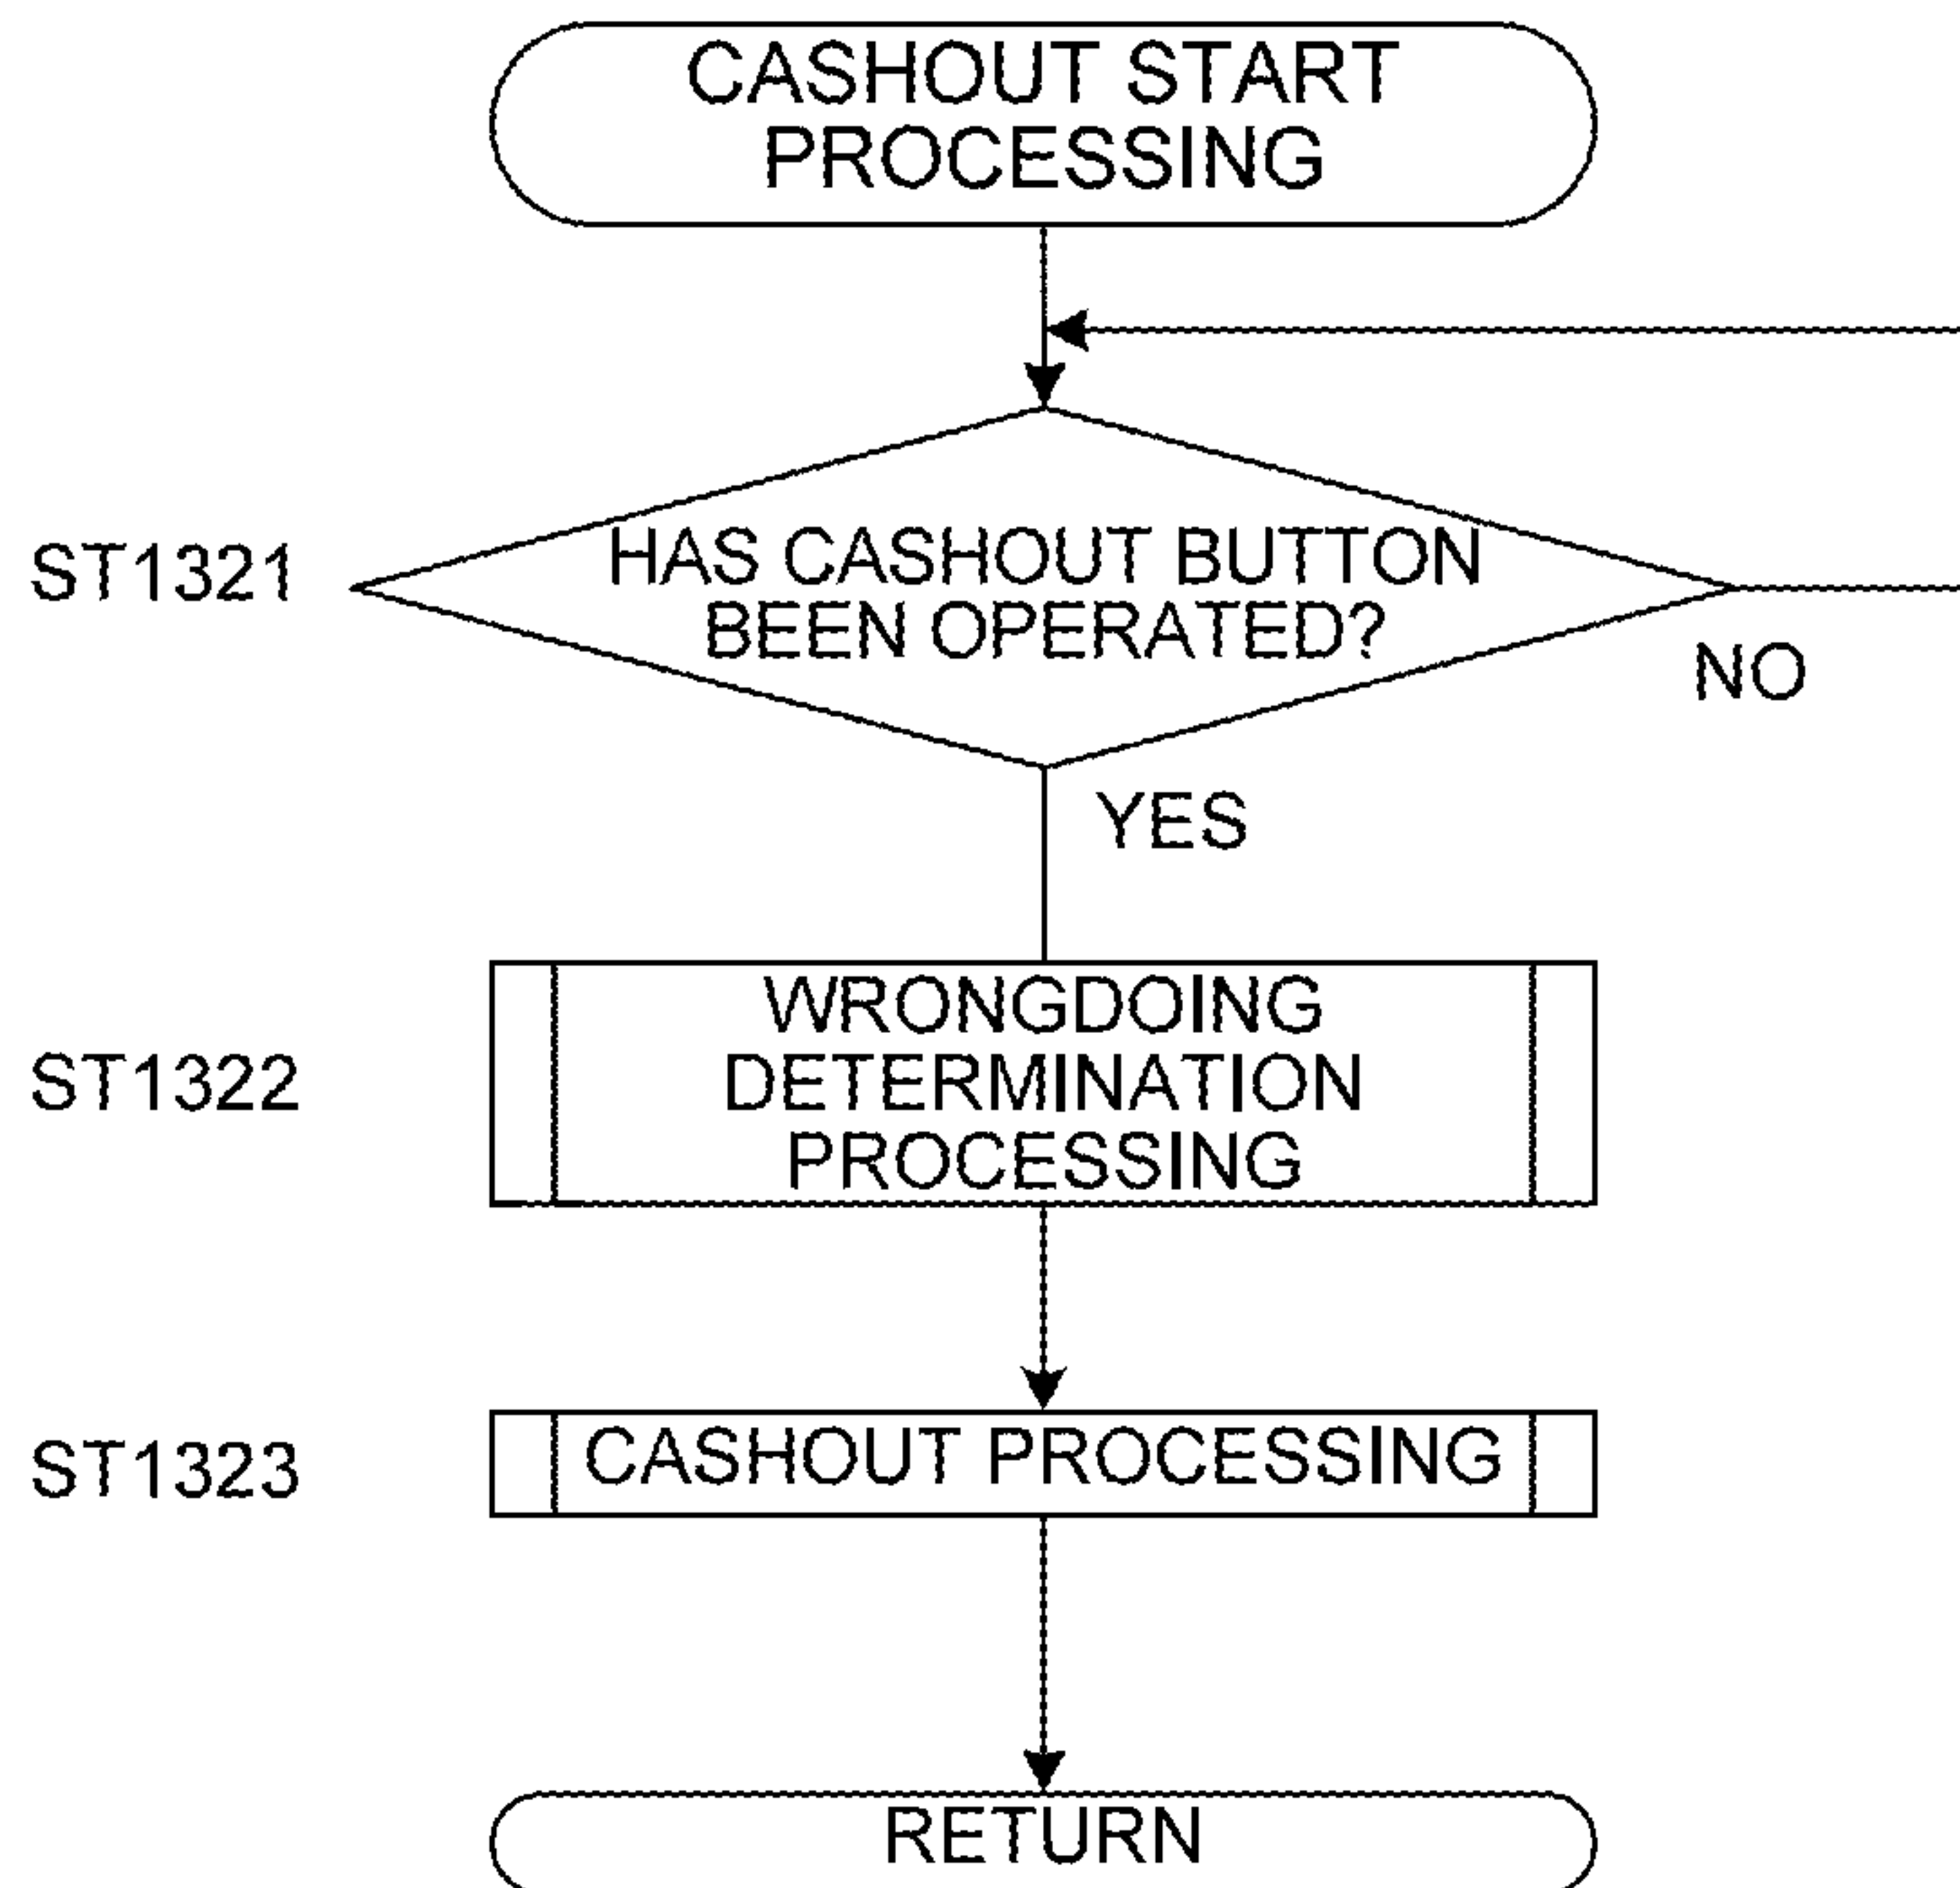 CASHOUT START
PROCESSING
ST1321
HAS CASHOUT BUTTON
BEEN OPERATED?
NO
YES
ST1322
WRONGDOING
DETERMINATION
PROCESSING
ST1323
CASHOUT PROCESSING
RETURN